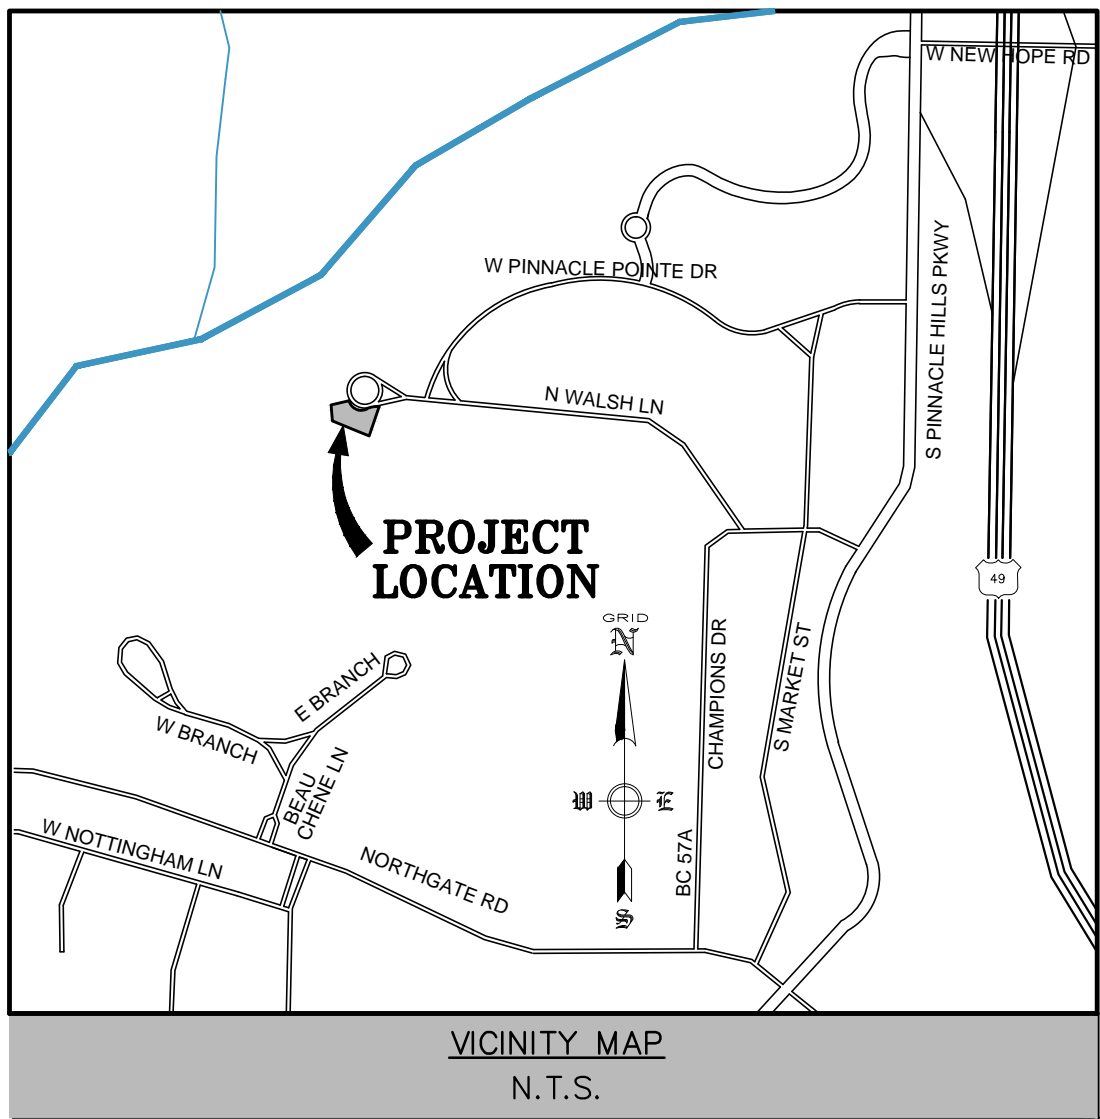 W NEW HOPE RD
W PINNACLE POINTE DR
S PINNACLE HILLS PKWY
N WALSH LN
PROJECT
LOCATION
49
GRID
N
E BRANCH
W BRANCH
CHAMPIONS DR
S MARKET ST
BEAU
CHENE LN
W
E
W NOTTINGHAM LN
NORTHGATE RD
BC 57A
S
VICINITY MAP
N.T.S.